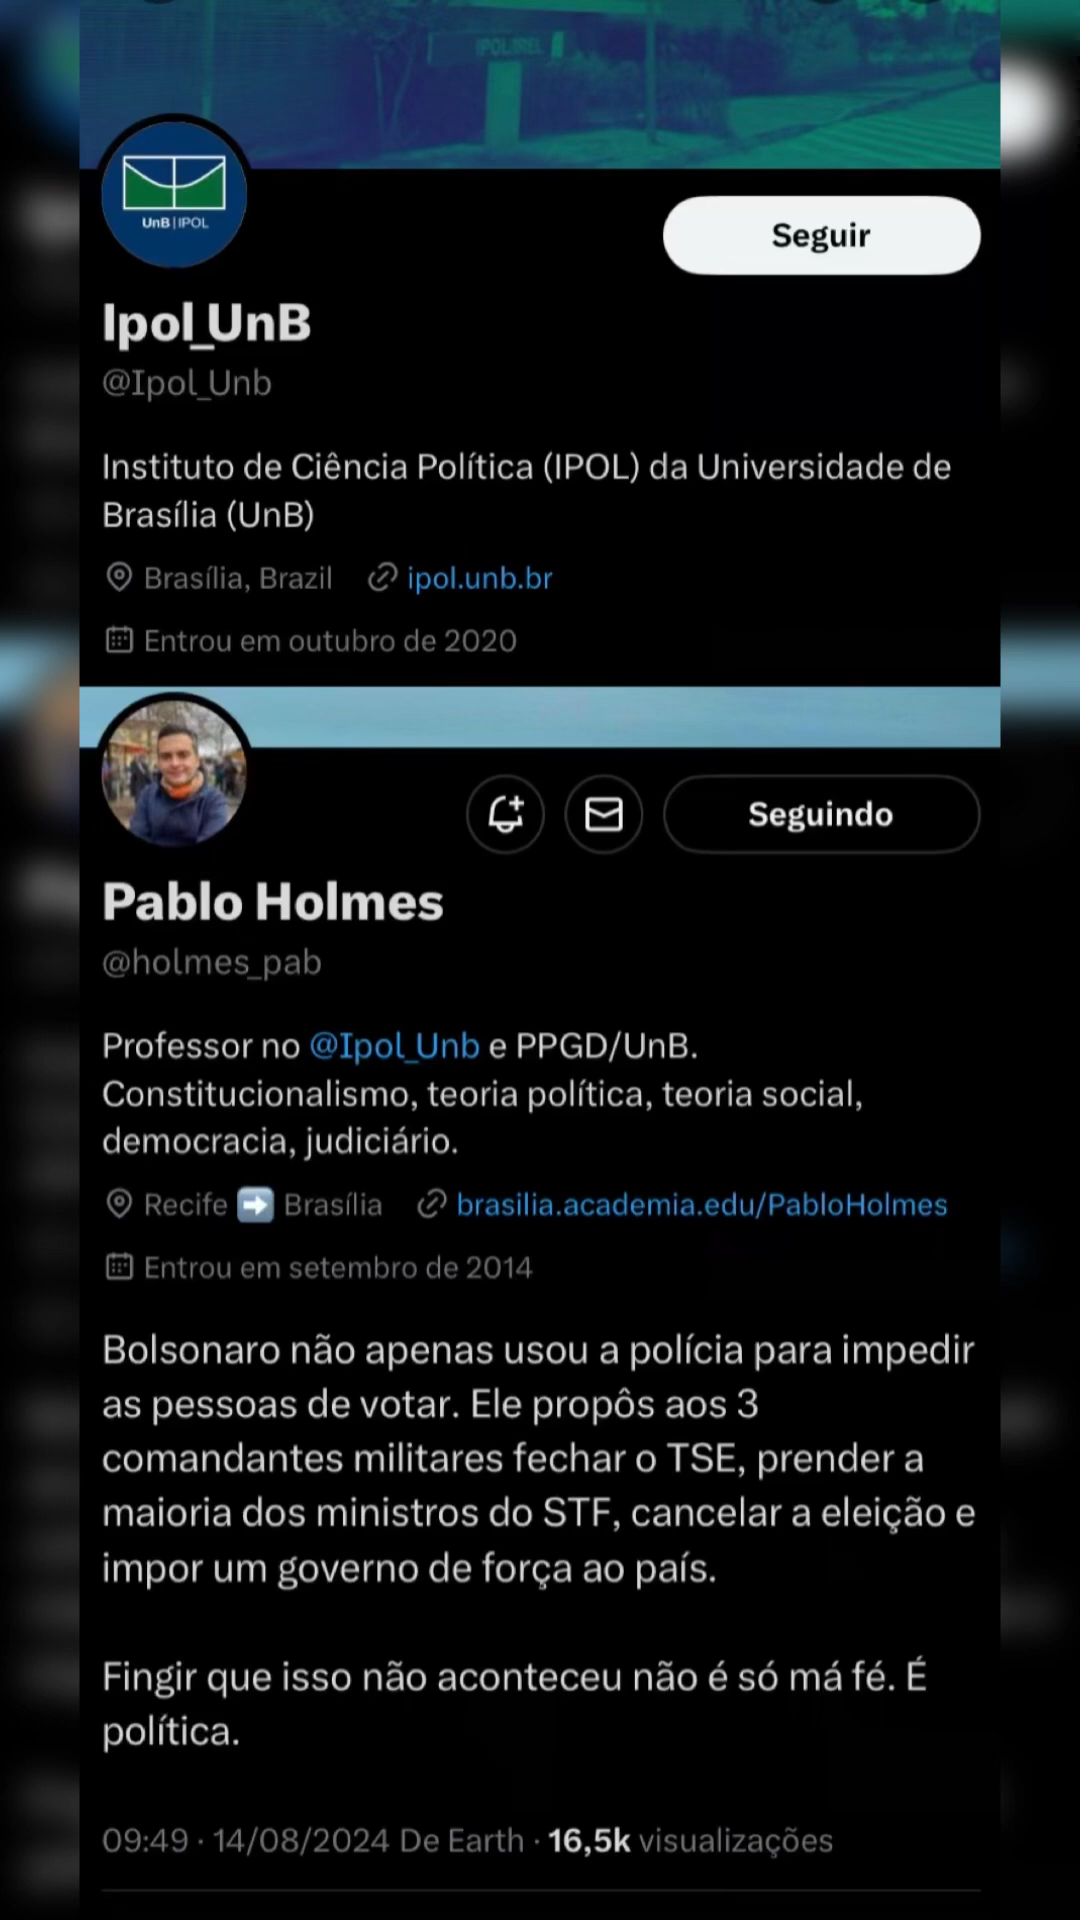 IPOL/IREL
UnB | IPOL
Seguir
Ipol_UnB
@Ipol_Unb
Instituto de Ciência Política (IPOL) da Universidade de
Brasília (UnB)
Brasília, Brazil ipol.unb.br
Entrou em outubro de 2020
Seguindo
Pablo Holmes
@holmes_pab
Professor no @Ipol_Unb e PPGD/UnB.
Constitucionalismo, teoria política, teoria social,
democracia, judiciário.
Recife ➡️ Brasília brasilia.academia.edu/PabloHolmes
Entrou em setembro de 2014
Bolsonaro não apenas usou a polícia para impedir
as pessoas de votar. Ele propôs aos 3
comandantes militares fechar o TSE, prender a
maioria dos ministros do STF, cancelar a eleição e
impor um governo de força ao país.
Fingir que isso não aconteceu não é só má fé. É
política.
09:49 · 14/08/2024 De Earth · 16,5k visualizações